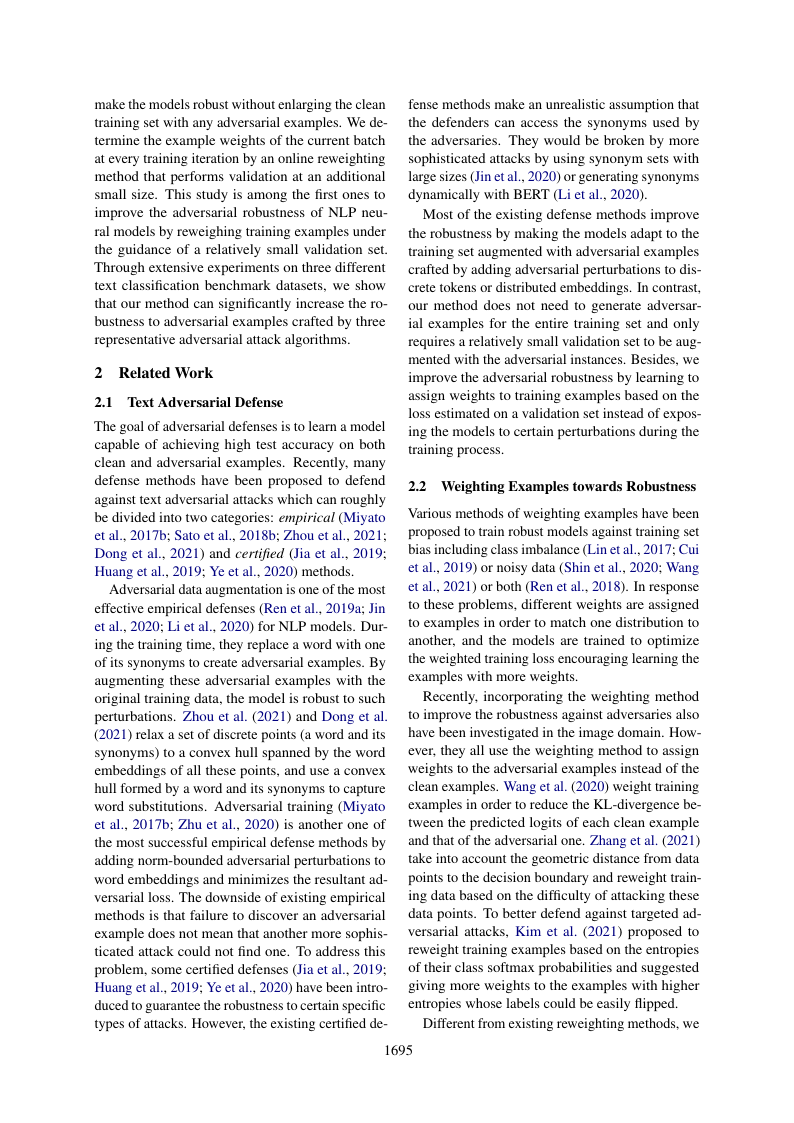 make the models robust without enlarging the clean
training set with any adversarial examples. We de-
termine the example weights of the current batch
at every training iteration by an online reweighting
method that performs validation at an additional
small size. This study is among the first ones to
improve the adversarial robustness of NLP neu-
ral models by reweighing training examples under
the guidance of a relatively small validation set.
Through extensive experiments on three different
text classification benchmark datasets, we show
that our method can significantly increase the ro-
bustness to adversarial examples crafted by three
representative adversarial attack algorithms.
2 Related Work
2.1 Text Adversarial Defense
The goal of adversarial defenses is to learn a model
capable of achieving high test accuracy on both
clean and adversarial examples. Recently, many
defense methods have been proposed to defend
against text adversarial attacks which can roughly
be divided into two categories: empirical (Miyato
et al., 2017b; Sato et al., 2018b; Zhou et al., 2021;
Dong et al., 2021) and certified (Jia et al., 2019;
Huang et al., 2019; Ye et al., 2020) methods.
Adversarial data augmentation is one of the most
effective empirical defenses (Ren et al., 2019a; Jin
et al., 2020; Li et al., 2020) for NLP models. Dur-
ing the training time, they replace a word with one
of its synonyms to create adversarial examples. By
augmenting these adversarial examples with the
original training data, the model is robust to such
perturbations. Zhou et al. (2021) and Dong et al.
(2021) relax a set of discrete points (a word and its
synonyms) to a convex hull spanned by the word
embeddings of all these points, and use a convex
hull formed by a word and its synonyms to capture
word substitutions. Adversarial training (Miyato
et al., 2017b; Zhu et al., 2020) is another one of
the most successful empirical defense methods by
adding norm-bounded adversarial perturbations to
word embeddings and minimizes the resultant ad-
versarial loss. The downside of existing empirical
methods is that failure to discover an adversarial
example does not mean that another more sophis-
ticated attack could not find one. To address this
problem, some certified defenses (Jia et al., 2019;
Huang et al., 2019; Ye et al., 2020) have been intro-
duced to guarantee the robustness to certain specific
types of attacks. However, the existing certified de-
fense methods make an unrealistic assumption that
the defenders can access the synonyms used by
the adversaries. They would be broken by more
sophisticated attacks by using synonym sets with
large sizes (Jin et al., 2020) or generating synonyms
dynamically with BERT (Li et al., 2020).
Most of the existing defense methods improve
the robustness by making the models adapt to the
training set augmented with adversarial examples
crafted by adding adversarial perturbations to dis-
crete tokens or distributed embeddings. In contrast,
our method does not need to generate adversar-
ial examples for the entire training set and only
requires a relatively small validation set to be aug-
mented with the adversarial instances. Besides, we
improve the adversarial robustness by learning to
assign weights to training examples based on the
loss estimated on a validation set instead of expos-
ing the models to certain perturbations during the
training process.
2.2 Weighting Examples towards Robustness
Various methods of weighting examples have been
proposed to train robust models against training set
bias including class imbalance (Lin et al., 2017; Cui
et al., 2019) or noisy data (Shin et al., 2020; Wang
et al., 2021) or both (Ren et al., 2018). In response
to these problems, different weights are assigned
to examples in order to match one distribution to
another, and the models are trained to optimize
the weighted training loss encouraging learning the
examples with more weights.
Recently, incorporating the weighting method
to improve the robustness against adversaries also
have been investigated in the image domain. How-
ever, they all use the weighting method to assign
weights to the adversarial examples instead of the
clean examples. Wang et al. (2020) weight training
examples in order to reduce the KL-divergence be-
tween the predicted logits of each clean example
and that of the adversarial one. Zhang et al. (2021)
take into account the geometric distance from data
points to the decision boundary and reweight train-
ing data based on the difficulty of attacking these
data points. To better defend against targeted ad-
versarial attacks, Kim et al. (2021) proposed to
reweight training examples based on the entropies
of their class softmax probabilities and suggested
giving more weights to the examples with higher
entropies whose labels could be easily flipped.
Different from existing reweighting methods, we
1695